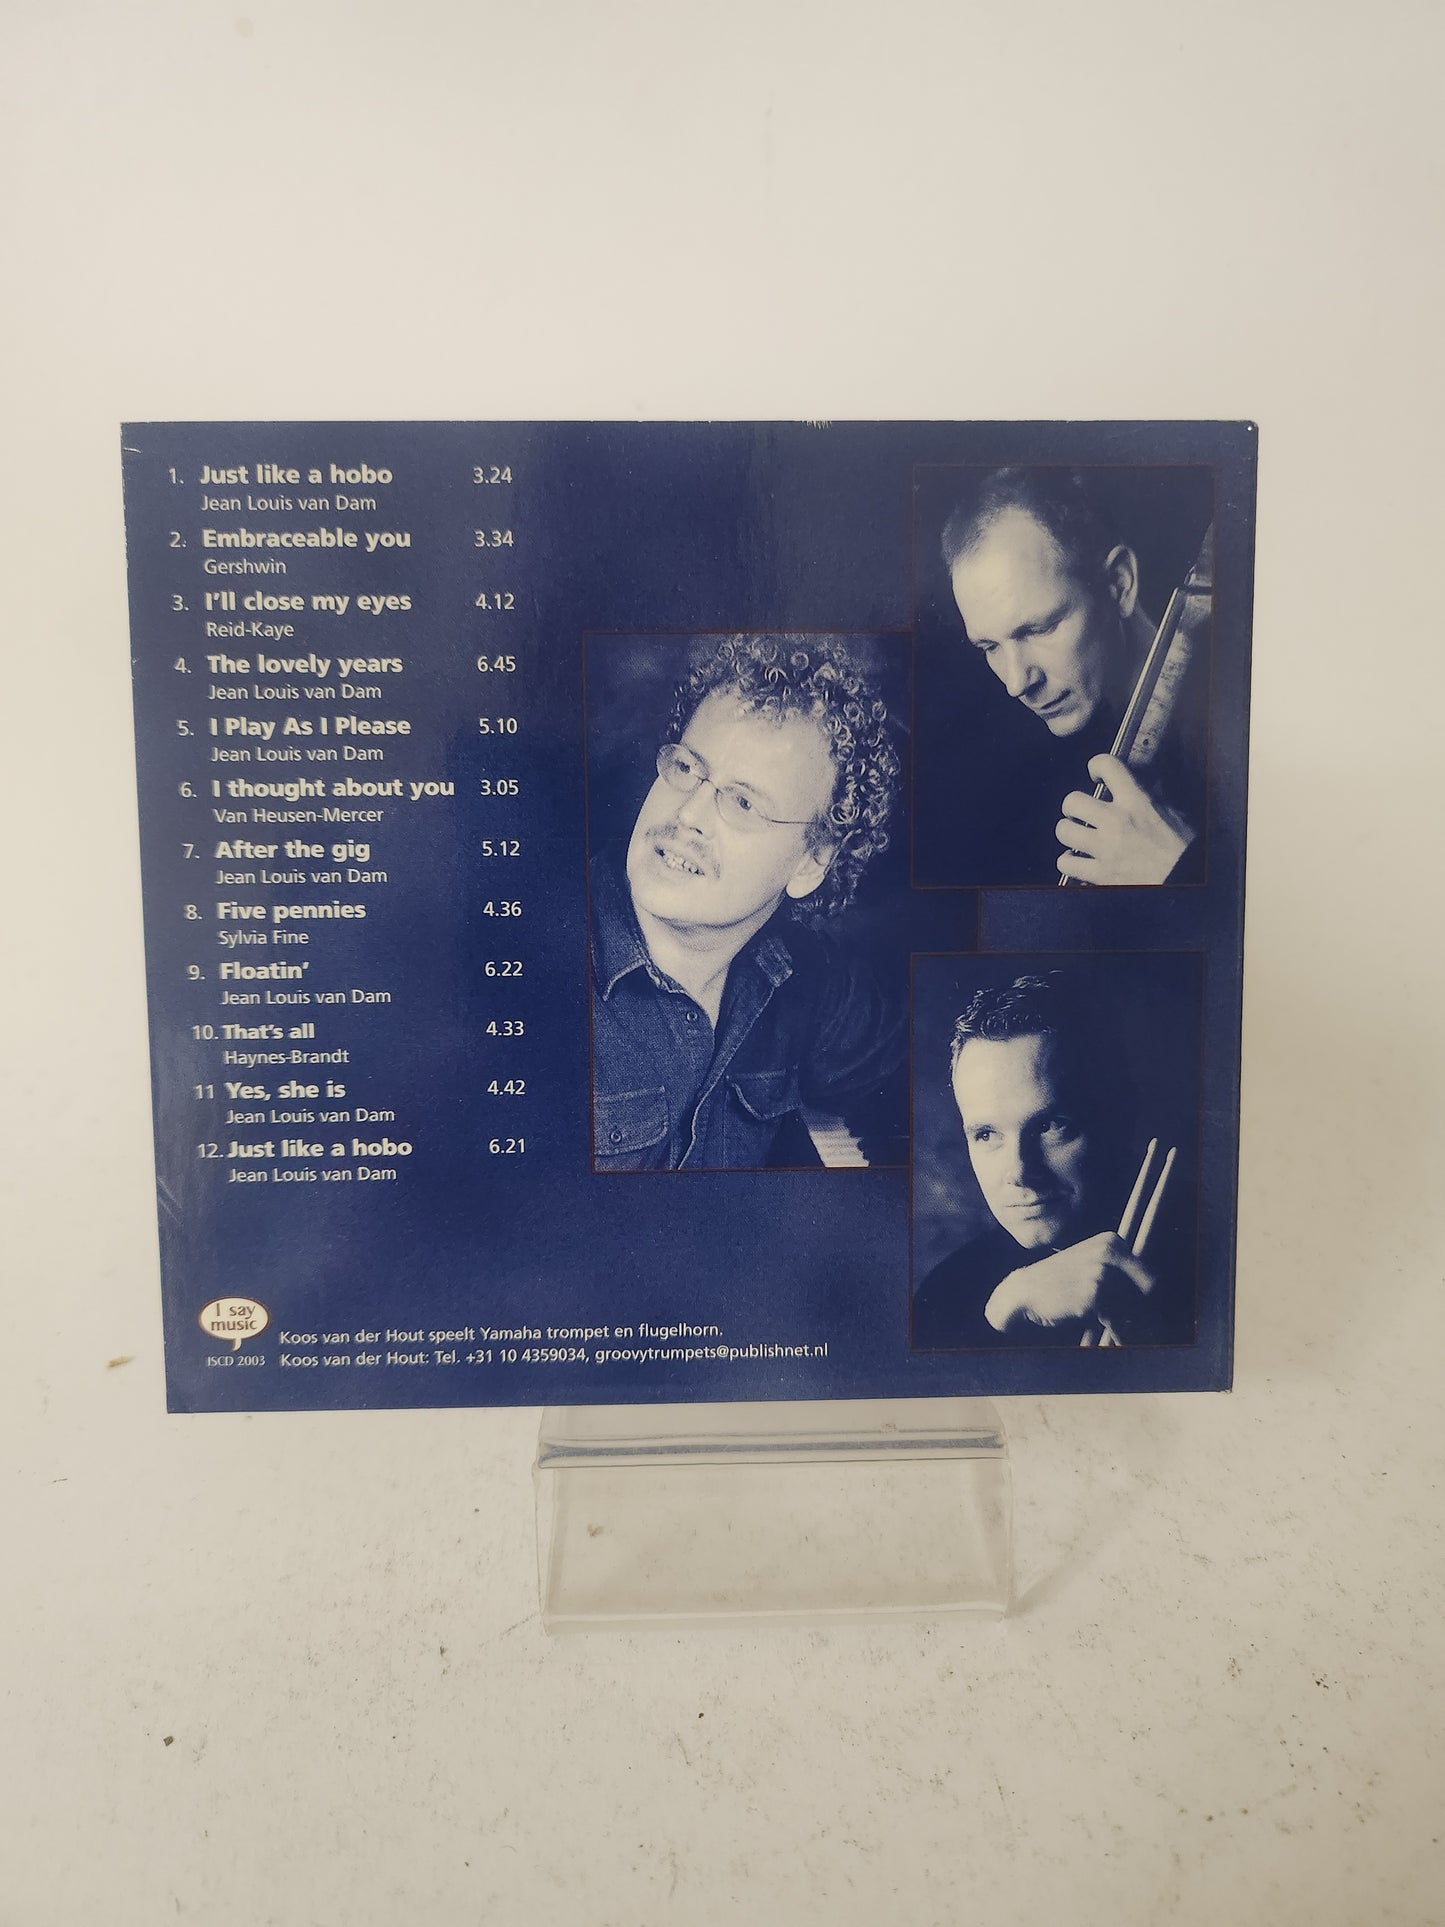 1. Just like a hobo 3.24
Jean Louis van Dam
2. Embraceable you 3.34
Gershwin
3. I'll close my eyes 4.12
Reid-Kaye
4. The lovely years 6.45
Jean Louis van Dam
5. I Play As I Please 5.10
Jean Louis van Dam
6. I thought about you 3.05
Van Heusen-Mercer
7. After the gig 5.12
Jean Louis van Dam
8. Five pennies 4.36
Sylvia Fine
9. Floatin' 6.22
Jean Louis van Dam
10. That's all 4.33
Haynes-Brandt
11 Yes, she is 4.42
Jean Louis van Dam
12. Just like a hobo 6.21
Jean Louis van Dam
I say
music
ISCD 2003
Koos van der Hout speelt Yamaha trompet en flugelhorn.
Koos van der Hout: Tel. +31 10 4359034, groovytrumpets@publishnet.nl